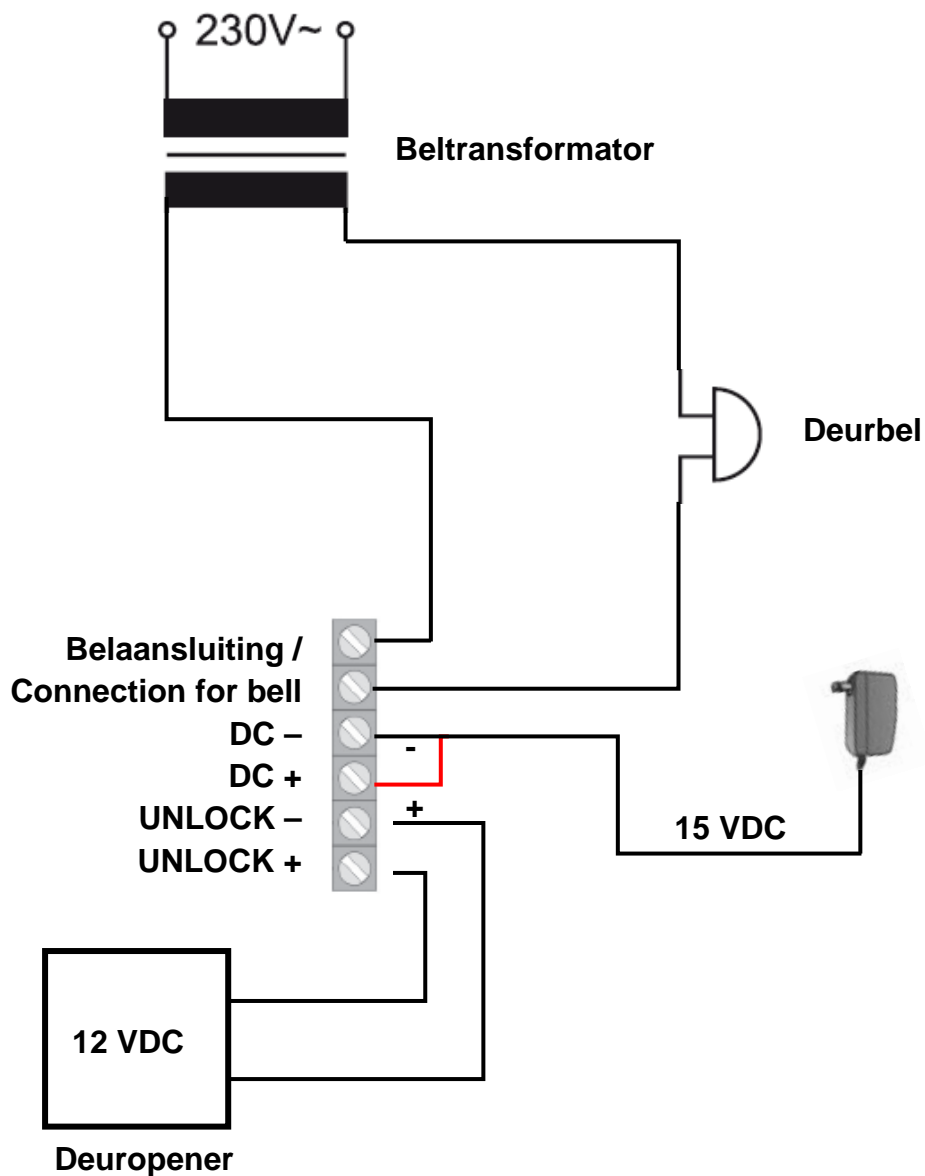 230V~
Beltransformator
Deurbel
Belaansluiting /
Connection for bell
DC –
-
DC +
+
UNLOCK –
UNLOCK +
15 VDC
12 VDC
Deuropener